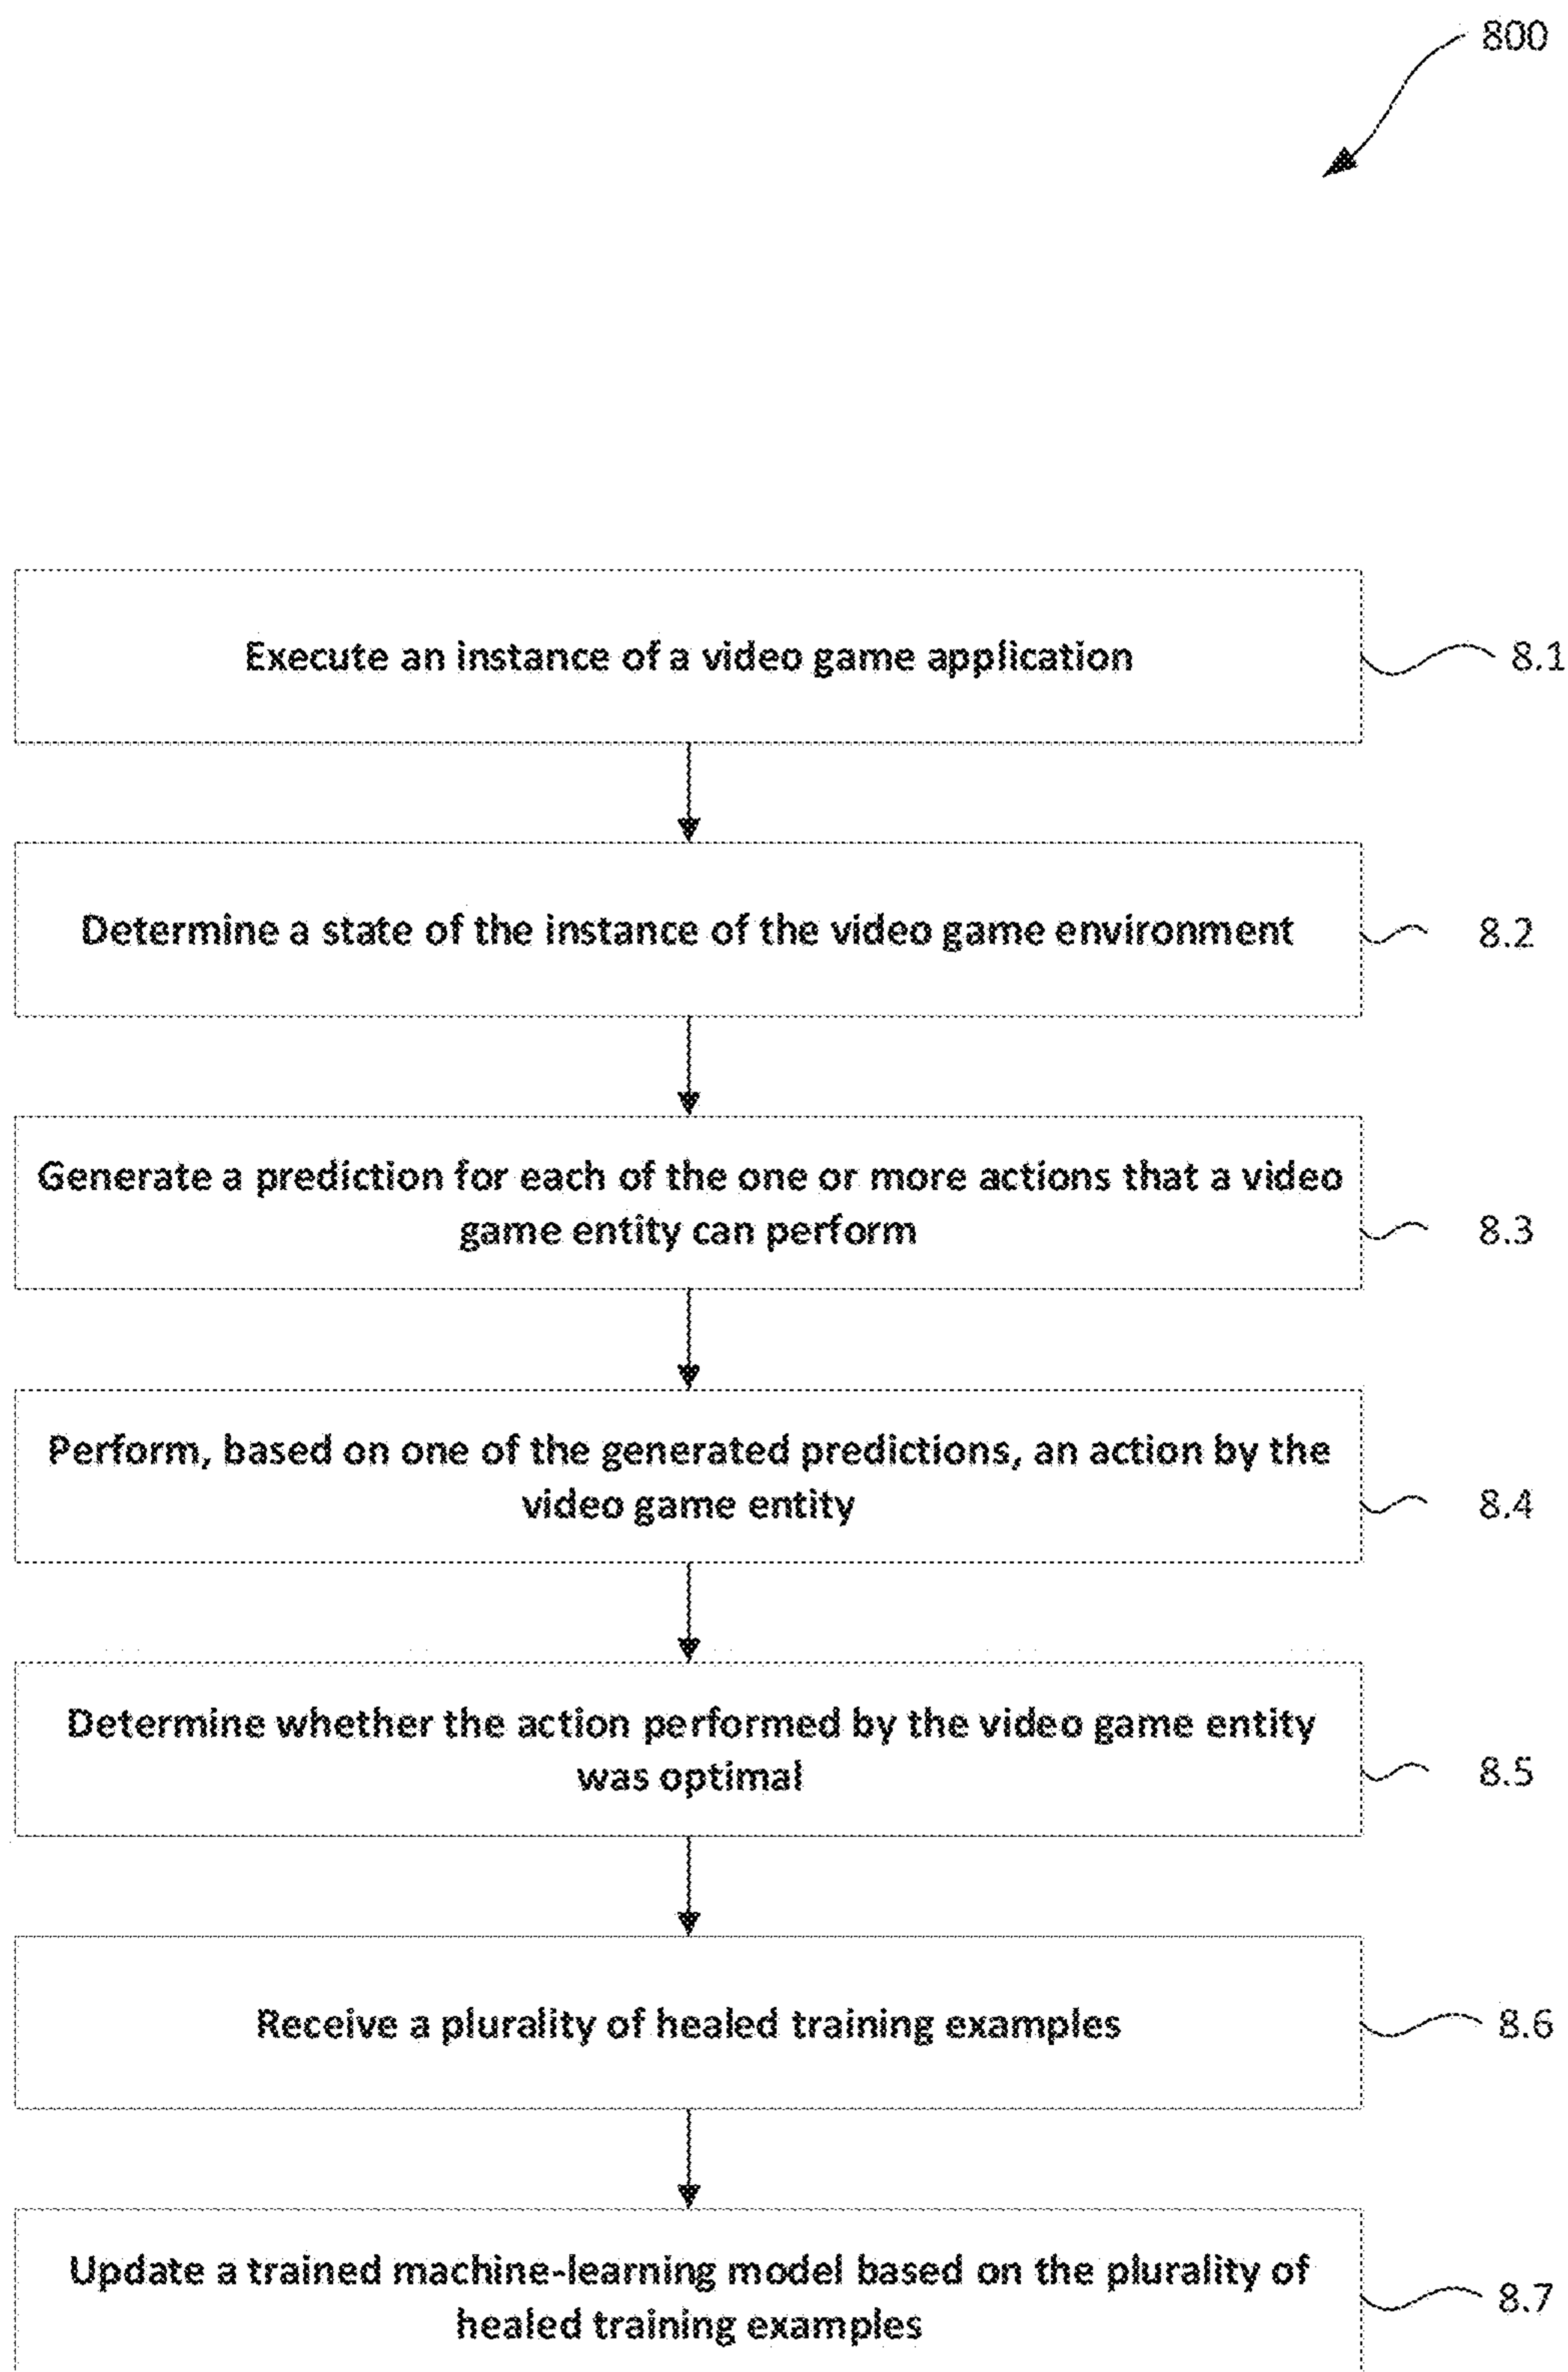 800
Execute an instance of a video game application
8.1
Determine a state of the instance of the video game environment
8.2
Generate a prediction for each of the one or more actions that a video
game entity can perform
8.3
Perform, based on one of the generated predictions, an action by the
video game entity
8.4
Determine whether the action performed by the video game entity
was optimal
8.5
Receive a plurality of healed training examples
8.6
Update a trained machine-learning model based on the plurality of
healed training examples
8.7